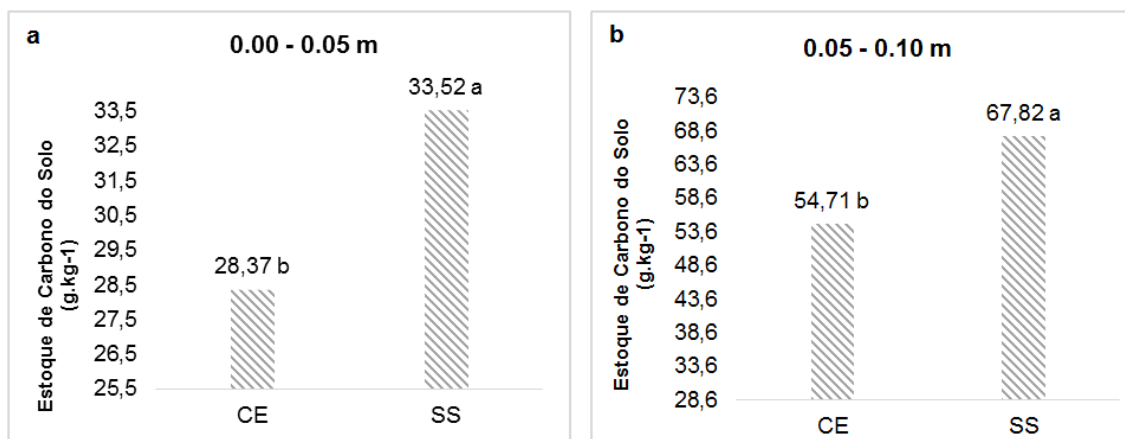 a
0.00 - 0.05 m
Estoque de Carbono do Solo
(g.kg-1)
33,5
32,5
31,5
30,5
29,5
28,5
27,5
26,5
25,5
28,37 b
33,52 a
CE
SS
b
0.05 - 0.10 m
Estoque de Carbono do Solo
(g.kg-1)
73,6
68,6
63,6
58,6
53,6
48,6
43,6
38,6
33,6
28,6
54,71 b
67,82 a
CE
SS